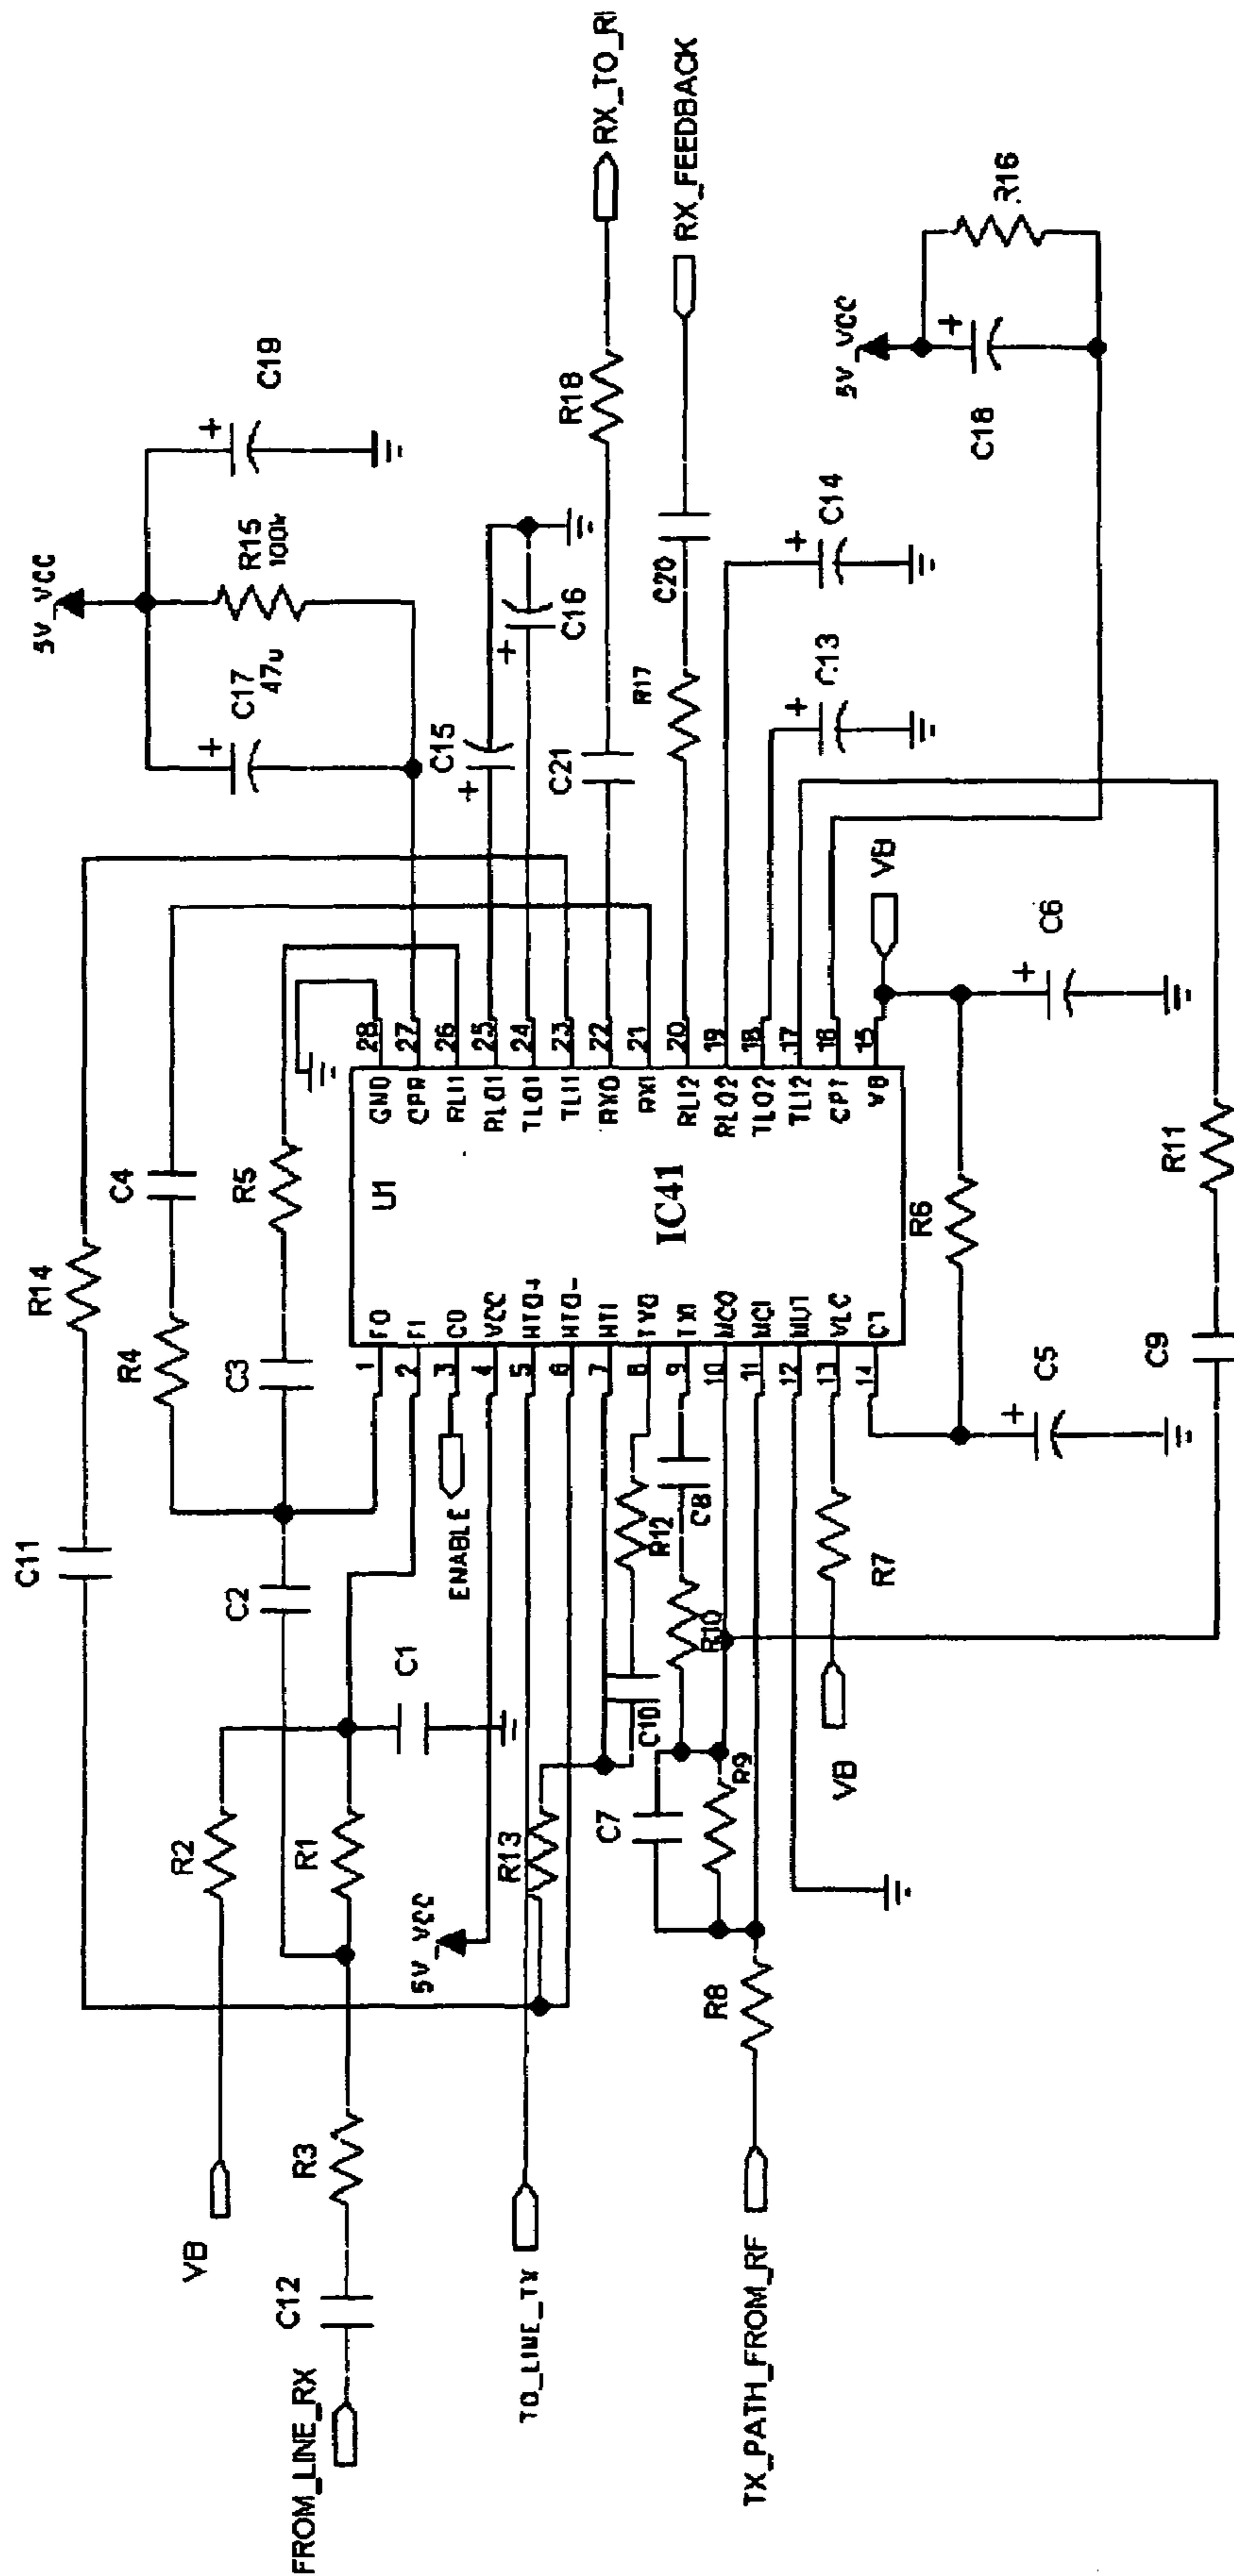 5V_VCC
C19
R15
100k
C17
47u
C15
C16
R18
RX_TO_R
C21
RX_FEEDBACK
C20
R17
C14
C13
5V_VCC
R16
C18
R14
C4
R5
R4
C3
C11
C2
U1
IC41
FO
FI
CD
VCC
HTO+
HTO-
HTI
TXO
TXI
MCO
MCI
MUT
VLC
CT
1
2
3
4
5
6
7
8
9
10
11
12
13
14
GND
CPR
RLI1
RLO1
TLO1
TLI1
RXO
RXI
RLI2
RLO2
TLO2
TLI2
CPT
VB
28
27
26
25
24
23
22
21
20
19
18
17
16
15
VB
C6
R6
R11
C5
C9
ENABLE
R12
C8
R7
R10
C1
C10
VB
R9
C7
R2
R1
R13
5V_VCC
R8
R3
VB
C12
FROM_LINE_RX
TO_LINE_TX
TX_PATH_FROM_RF